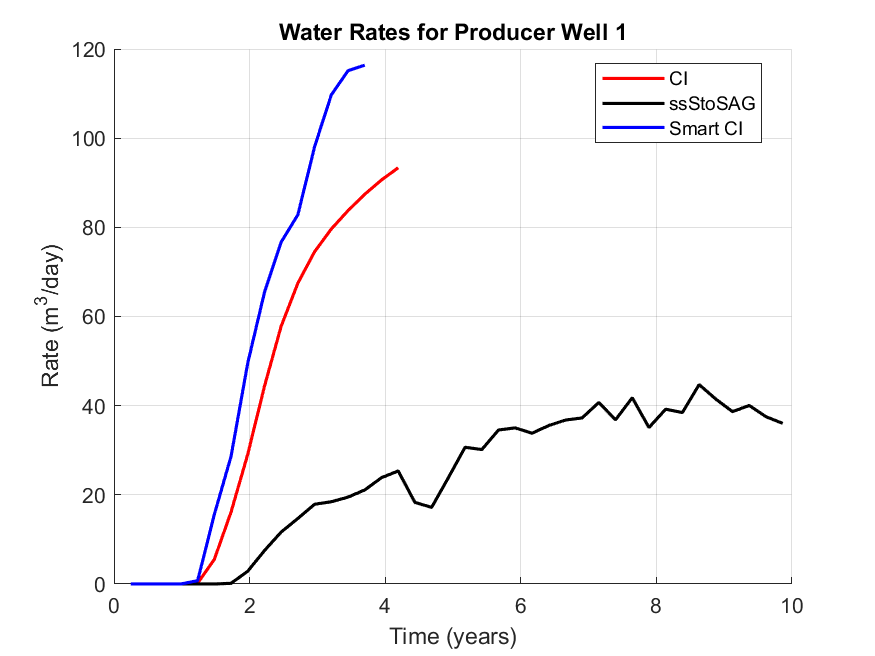 Water Rates for Producer Well 1
120
100
80
60
40
20
0
Rate (m³/day)
CI
ssStoSAG
Smart CI
0 2 4 6 8 10
Time (years)